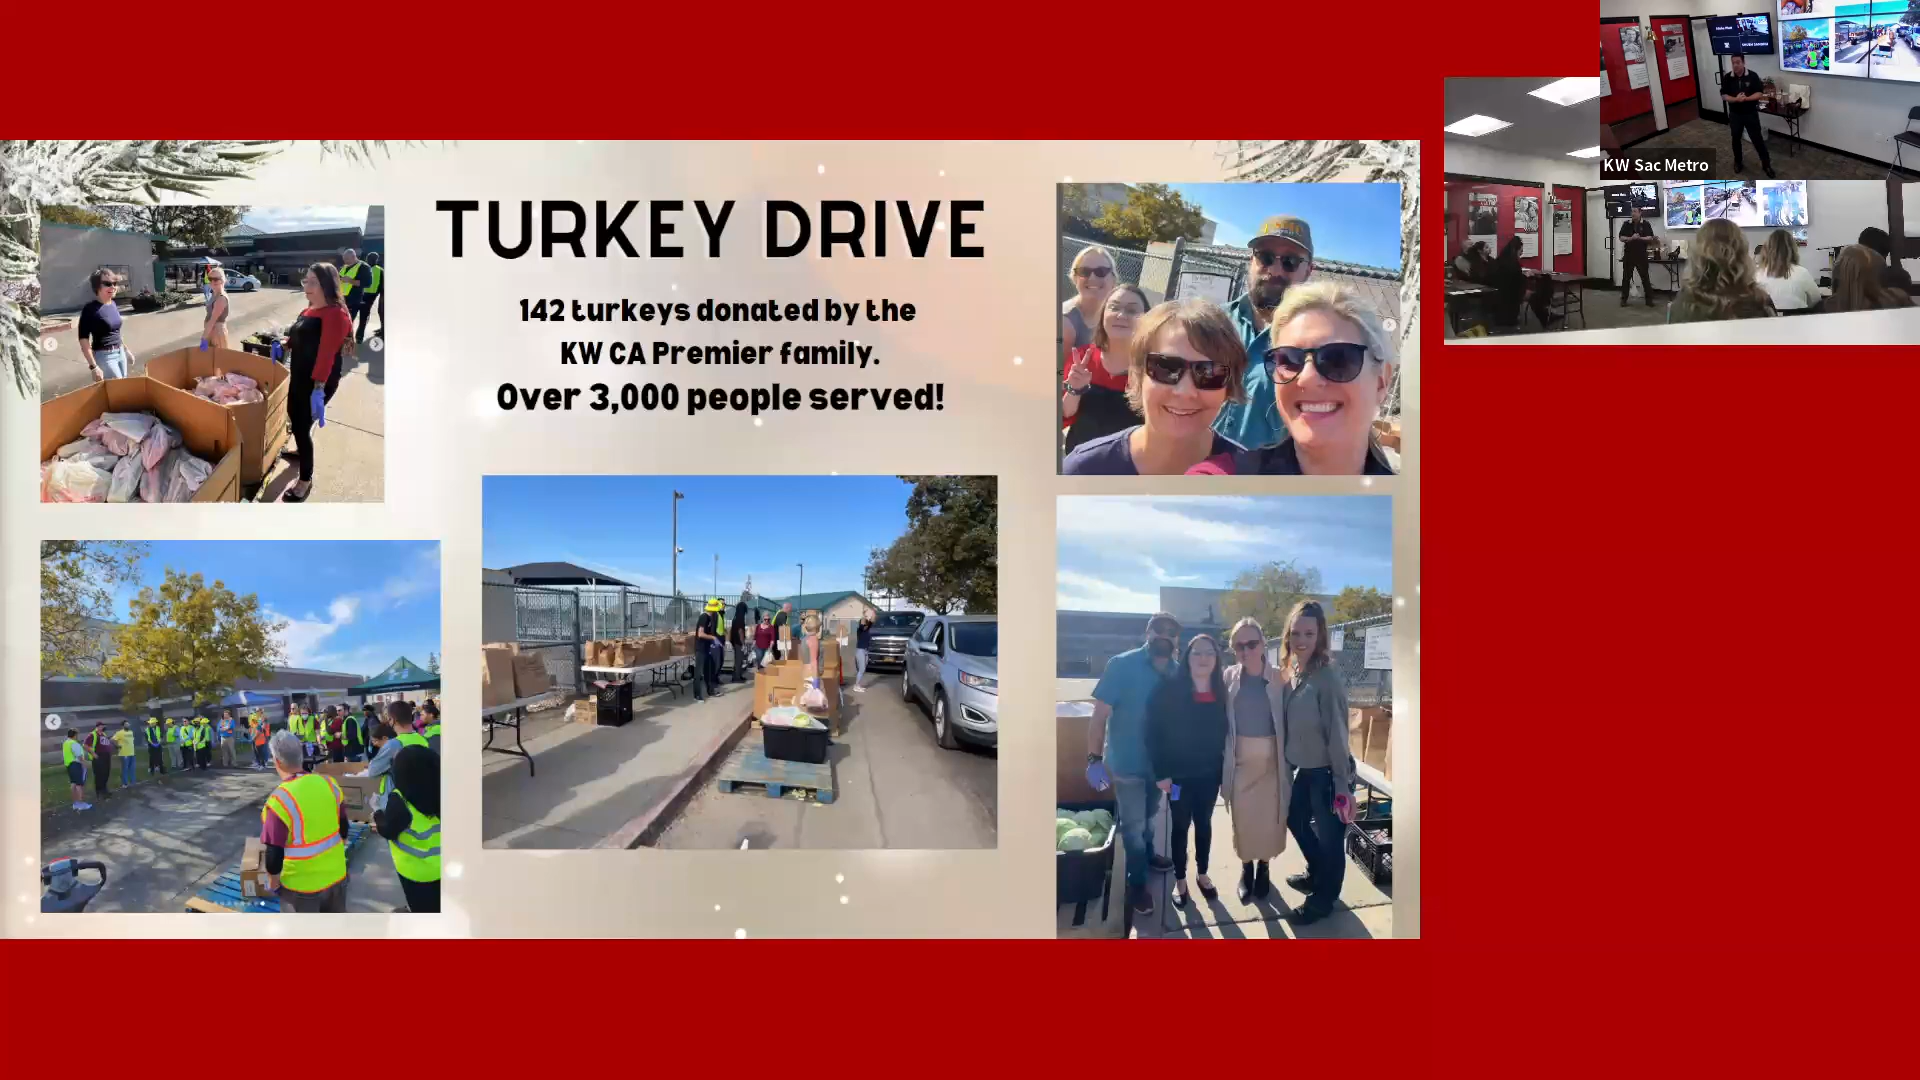 TURKEY DRIVE
142 turkeys donated by the
KW CA Premier family.
Over 3,000 people served!
KW Sac Metro